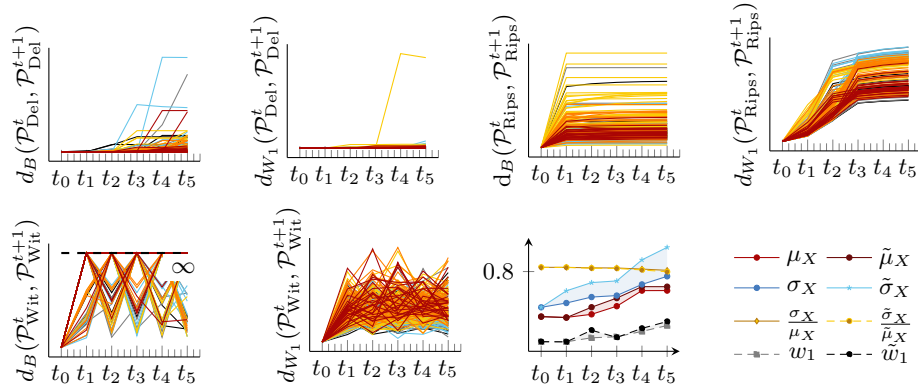 d_B(P^t_Del, P^{t+1}_Del)
t_0 t_1 t_2 t_3 t_4 t_5
d_{W_1}(P^t_Del, P^{t+1}_Del)
t_0 t_1 t_2 t_3 t_4 t_5
d_B(P^t_Rips, P^{t+1}_Rips)
t_0 t_1 t_2 t_3 t_4 t_5
d_{W_1}(P^t_Rips, P^{t+1}_Rips)
t_0 t_1 t_2 t_3 t_4 t_5
d_B(P^t_Wit, P^{t+1}_Wit)
∞
t_0 t_1 t_2 t_3 t_4 t_5
d_{W_1}(P^t_Wit, P^{t+1}_Wit)
t_0 t_1 t_2 t_3 t_4 t_5
0.8
t_0 t_1 t_2 t_3 t_4 t_5
μ_X μ̃_X
σ_X σ̃_X
σ_X/μ_X σ̃_X/μ̃_X
w_1 w̃_1